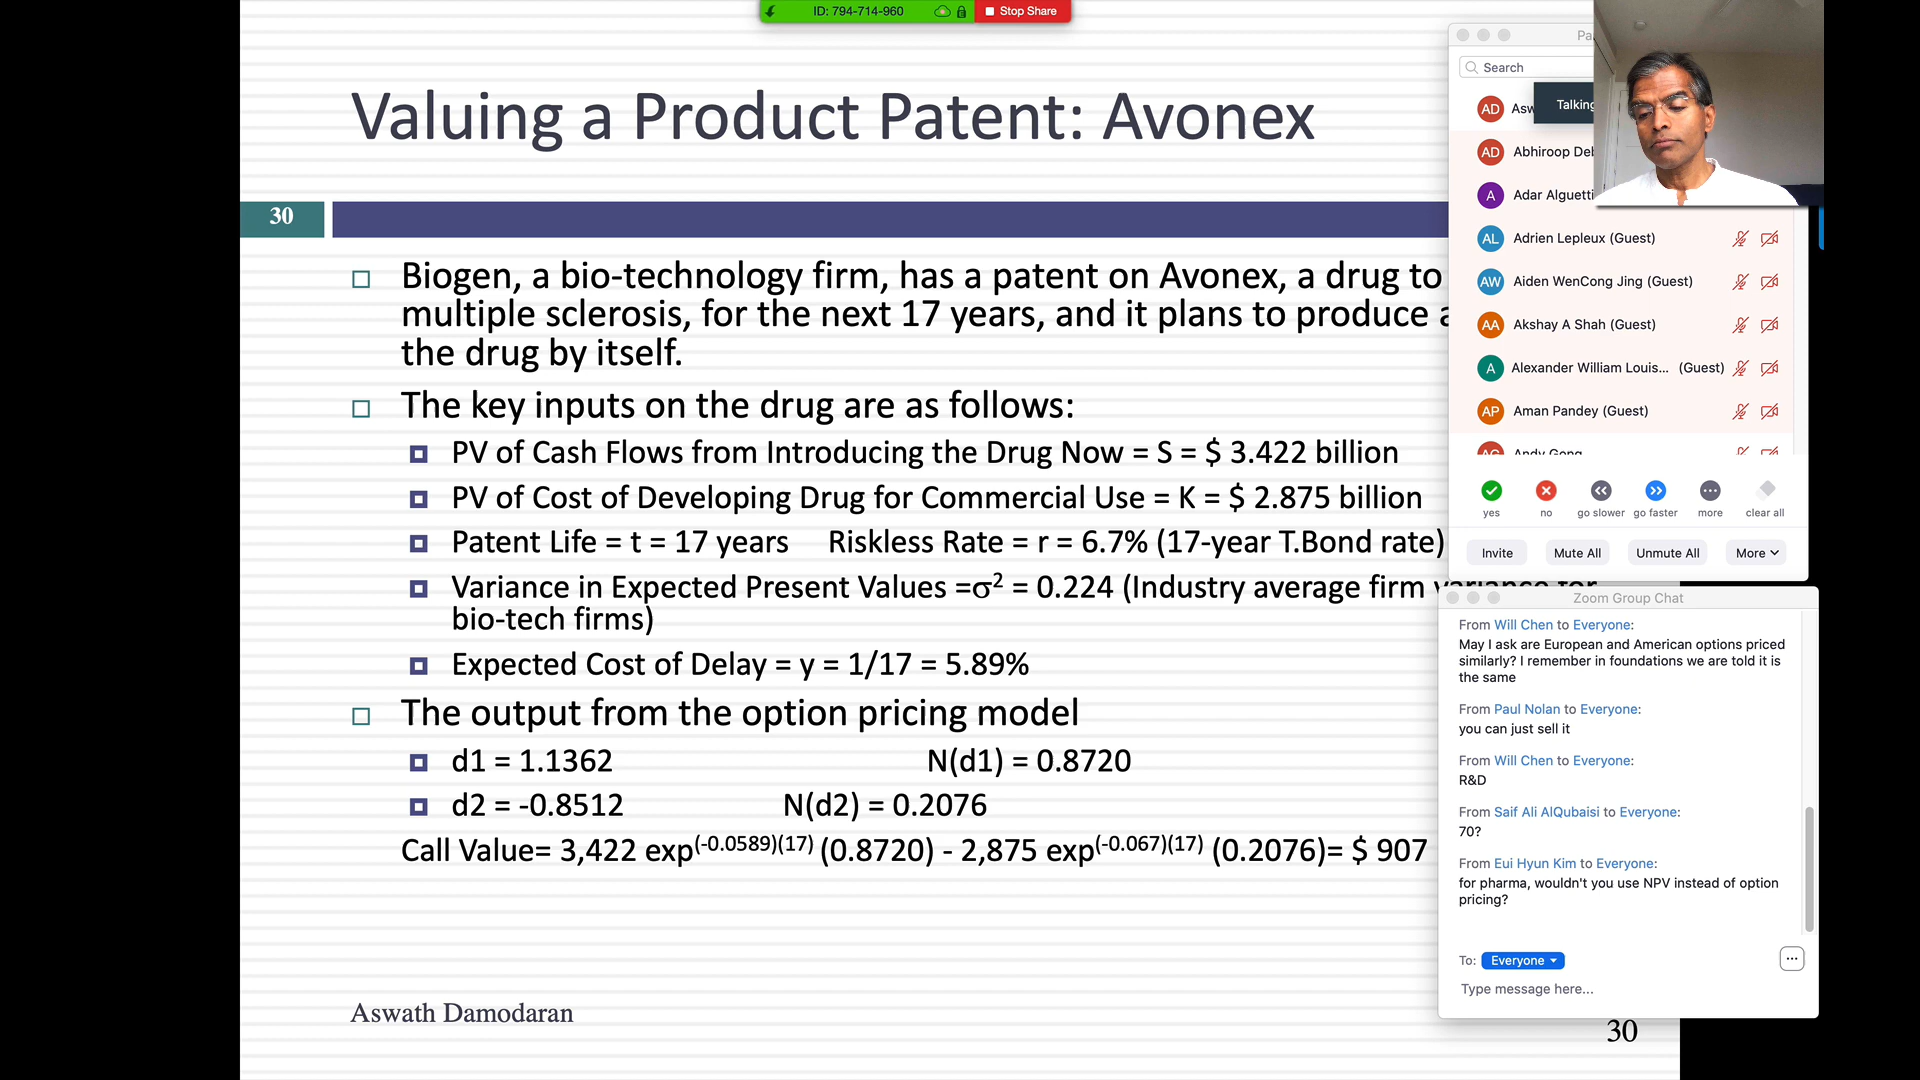 ID: 794-714-960
Stop Share
Valuing a Product Patent: Avonex
30
Biogen, a bio-technology firm, has a patent on Avonex, a drug to
multiple sclerosis, for the next 17 years, and it plans to produce
the drug by itself.
The key inputs on the drug are as follows:
PV of Cash Flows from Introducing the Drug Now = S = $ 3.422 billion
PV of Cost of Developing Drug for Commercial Use = K = $ 2.875 billion
Patent Life = t = 17 years Riskless Rate = r = 6.7% (17-year T.Bond rate)
Variance in Expected Present Values =σ² = 0.224 (Industry average firm variance for
bio-tech firms)
Expected Cost of Delay = y = 1/17 = 5.89%
The output from the option pricing model
d1 = 1.1362 N(d1) = 0.8720
d2 = -0.8512 N(d2) = 0.2076
Call Value= 3,422 exp(-0.0589)(17) (0.8720) - 2,875 exp(-0.067)(17) (0.2076)= $ 907
Aswath Damodaran
30
Search
AD Asw
Talking
AD Abhiroop Deb
A Adar Alguetti
AL Adrien Lepleux (Guest)
AW Aiden WenCong Jing (Guest)
AA Akshay A Shah (Guest)
A Alexander William Louis... (Guest)
AP Aman Pandey (Guest)
AG Andy Gong
yes no go slower go faster more clear all
Invite Mute All Unmute All More
Zoom Group Chat
From Will Chen to Everyone:
May I ask are European and American options priced
similarly? I remember in foundations we are told it is
the same
From Paul Nolan to Everyone:
you can just sell it
From Will Chen to Everyone:
R&D
From Saif Ali AlQubaisi to Everyone:
70?
From Eui Hyun Kim to Everyone:
for pharma, wouldn't you use NPV instead of option
pricing?
To: Everyone
Type message here...